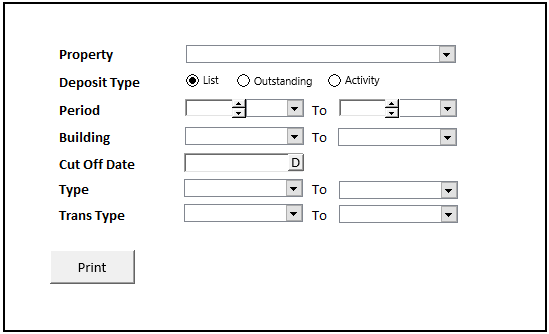 Property
Deposit Type List Outstanding Activity
Period To
Building To
Cut Off Date D
Type To
Trans Type To
Print